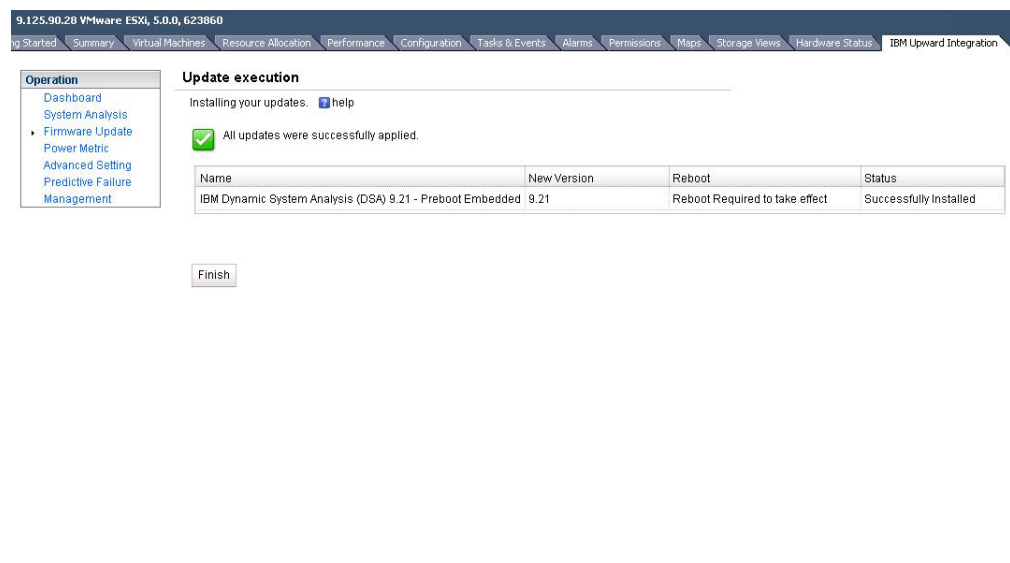 9.125.90.28 VMware ESXi, 5.0.0, 623860
ng Started Summary Virtual Machines Resource Allocation Performance Configuration Tasks & Events Alarms Permissions Maps Storage Views Hardware Status IBM Upward Integration
Operation
Dashboard
System Analysis
Firmware Update
Power Metric
Advanced Setting
Predictive Failure
Management
Update execution
Installing your updates. ? help
All updates were successfully applied.
Name New Version Reboot Status
IBM Dynamic System Analysis (DSA) 9.21 - Preboot Embedded 9.21 Reboot Required to take effect Successfully Installed
Finish